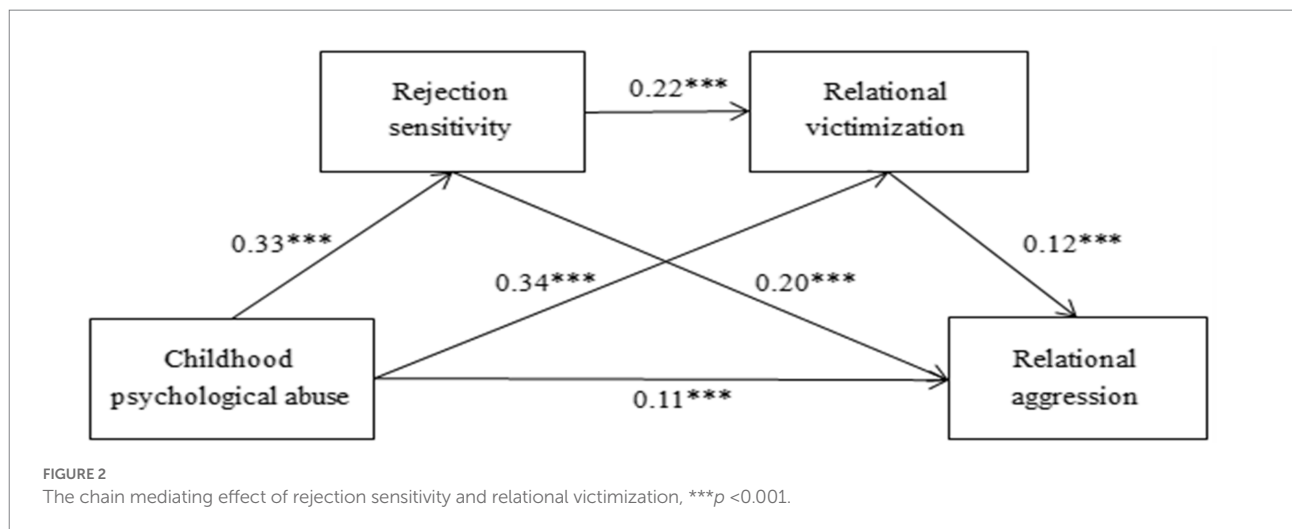 Rejection
sensitivity
0.22***
Relational
victimization
0.33***
0.34***
0.20***
0.12***
Childhood
psychological abuse
0.11***
Relational
aggression
FIGURE 2
The chain mediating effect of rejection sensitivity and relational victimization, ***p <0.001.